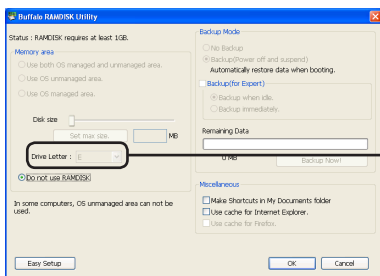 Buffalo RAMDISK Utility
Status : RAMDISK requires at least 1GB.
Memory area
Use both OS managed and unmanaged area.
Use OS unmanaged area.
Use OS managed area.
Disk size
Set max size.
MB
Drive Letter : E
Do not use RAMDISK
In some computers, OS unmanaged area can not be
used.
Easy Setup
Backup Mode
No Backup
Backup(Power off and suspend)
Automatically restore data when booting.
Backup(for Expert)
Backup when idle.
Backup immediately.
Remaining Data
0 MB
Backup Now!
Miscellaneous
Make Shortcuts in My Documents folder
Use cache for Internet Explorer.
Use cache for Firefox.
OK
Cancel